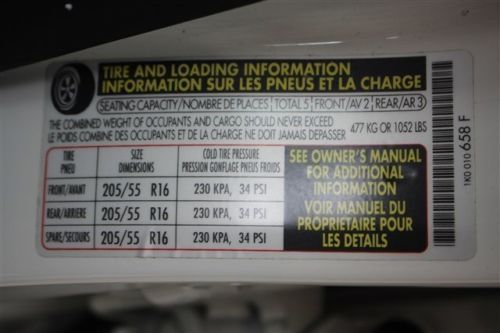 TIRE AND LOADING INFORMATION
INFORMATION SUR LES PNEUS ET LA CHARGE
SEATING CAPACITY/NOMBRE DE PLACES TOTAL 5 FRONT/AV 2 REAR/AR 3
THE COMBINED WEIGHT OF OCCUPANTS AND CARGO SHOULD NEVER EXCEED
LE POIDS COMBINE DES OCCUPANTS ET DE LA CHARGE NE DOIT JAMAIS DEPASSER 477 KG OR 1052 LBS
TIRE SIZE COLD TIRE PRESSURE
PNEU DIMENSIONS PRESSION GONFLAGE PNEUS FROIDS
FRONT/AVANT 205/55 R16 230 KPA, 34 PSI
REAR/ARRIERE 205/55 R16 230 KPA, 34 PSI
SPARE/SECOURS 205/55 R16 230 KPA, 34 PSI
SEE OWNER'S MANUAL
FOR ADDITIONAL
INFORMATION
VOIR MANUEL DU
PROPRIETAIRE POUR
LES DETAILS
1K0 010 658 F